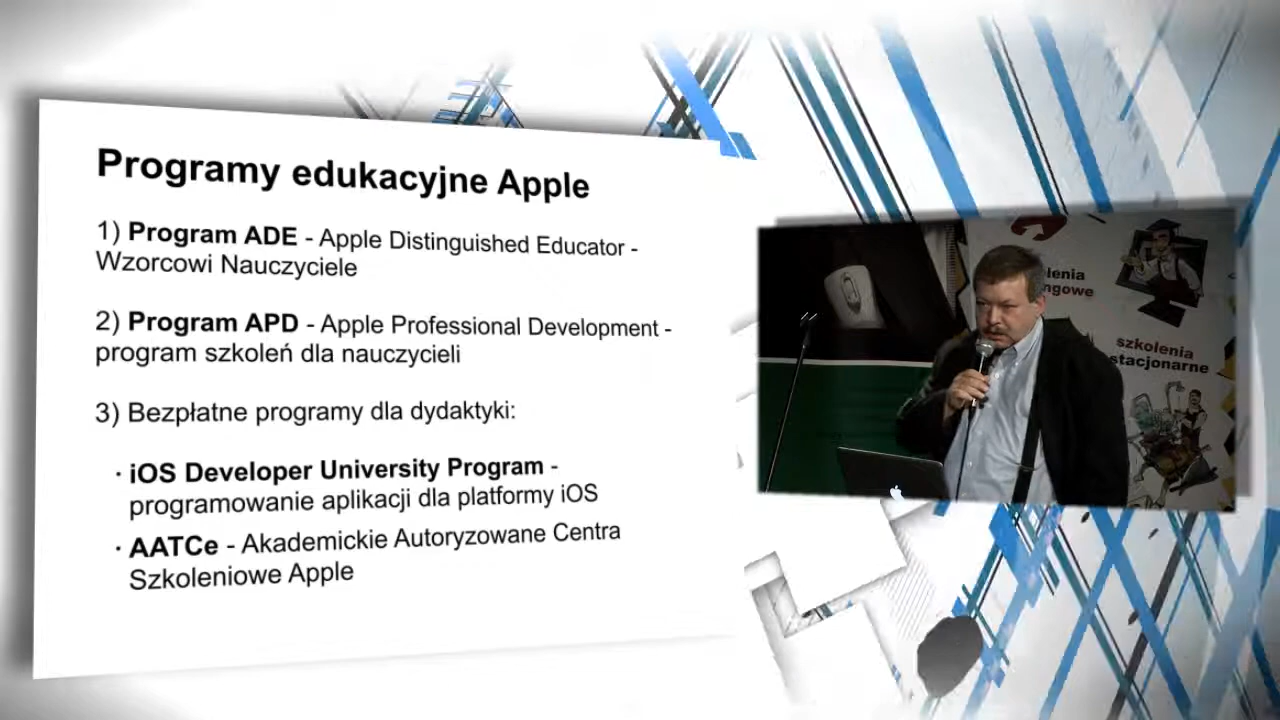 Programy edukacyjne Apple
1) Program ADE - Apple Distinguished Educator -
Wzorcowi Nauczyciele
2) Program APD - Apple Professional Development -
program szkoleń dla nauczycieli
3) Bezpłatne programy dla dydaktyki:
· iOS Developer University Program -
programowanie aplikacji dla platformy iOS
· AATCe - Akademickie Autoryzowane Centra
Szkoleniowe Apple
szkolenia
stacjonarne